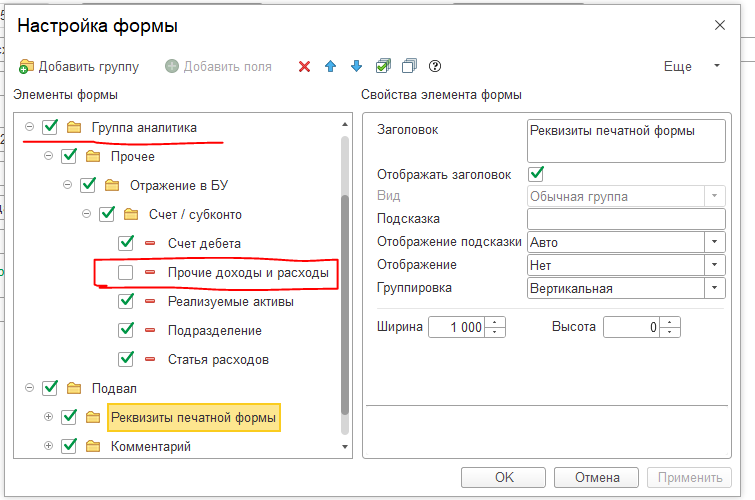 Настройка формы
Добавить группу
Добавить поля
Еще
Элементы формы
Свойства элемента формы
Группа аналитика
Прочее
Отражение в БУ
Счет / субконто
Счет дебета
Прочие доходы и расходы
Реализуемые активы
Подразделение
Статья расходов
Подвал
Реквизиты печатной формы
Комментарий
Заголовок
Реквизиты печатной формы
Отображать заголовок
Вид
Обычная группа
Подсказка
Отображение подсказки
Авто
Отображение
Нет
Группировка
Вертикальная
Ширина
1 000
Высота
0
OK
Отмена
Применить